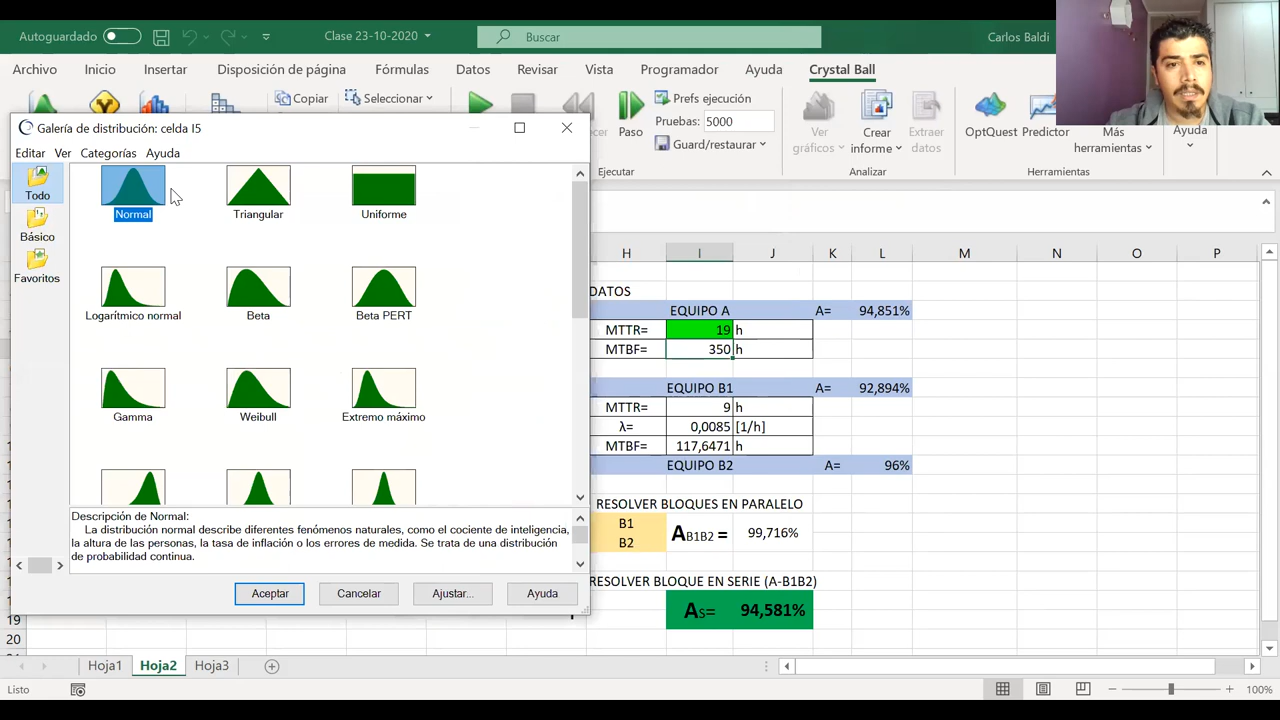 Autoguardado
Clase 23-10-2020
Buscar
Carlos Baldi
Archivo
Inicio
Insertar
Disposición de página
Fórmulas
Datos
Revisar
Vista
Programador
Ayuda
Crystal Ball
Copiar
Seleccionar
Paso
Prefs ejecución
Pruebas: 5000
Guardar/restaurar
Ejecutar
Ver
gráficos
Crear
informe
Extraer
datos
Analizar
OptQuest
Predictor
Más
herramientas
Herramientas
Ayuda
Galería de distribución: celda I5
Editar
Ver
Categorías
Ayuda
Todo
Básico
Favoritos
Normal
Triangular
Uniforme
Logarítmico normal
Beta
Beta PERT
Gamma
Weibull
Extremo máximo
Descripción de Normal:
La distribución normal describe diferentes fenómenos naturales, como el cociente de inteligencia,
la altura de las personas, la tasa de inflación o los errores de medida. Se trata de una distribución
de probabilidad continua.
Aceptar
Cancelar
Ajustar...
Ayuda
H I J K L M N O P
DATOS
EQUIPO A A= 94,851%
MTTR= 19 h
MTBF= 350 h
EQUIPO B1 A= 92,894%
MTTR= 9 h
λ= 0,0085 [1/h]
MTBF= 117,6471 h
EQUIPO B2 A= 96%
RESOLVER BLOQUES EN PARALELO
B1
B2
AB1B2 = 99,716%
RESOLVER BLOQUE EN SERIE (A-B1B2)
AS= 94,581%
19
20
Hoja1
Hoja2
Hoja3
Listo
100%